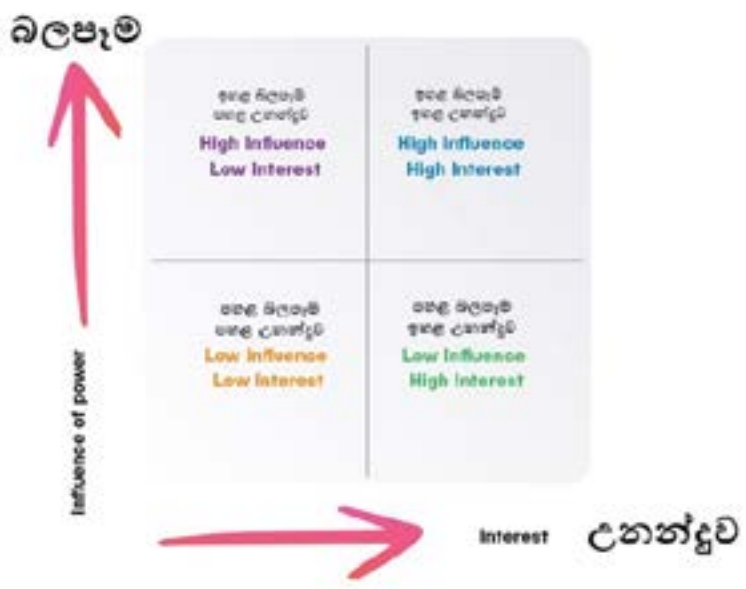 බලපෑම
ඉහළ බලපෑම්
පහළ උනන්දුව
High Influence
Low Interest
ඉහළ බලපෑම්
ඉහළ උනන්දුව
High Influence
High Interest
පහළ බලපෑම්
පහළ උනන්දුව
Low Influence
Low Interest
පහළ බලපෑම්
ඉහළ උනන්දුව
Low Influence
High Interest
Influence of power
Interest
උනන්දුව